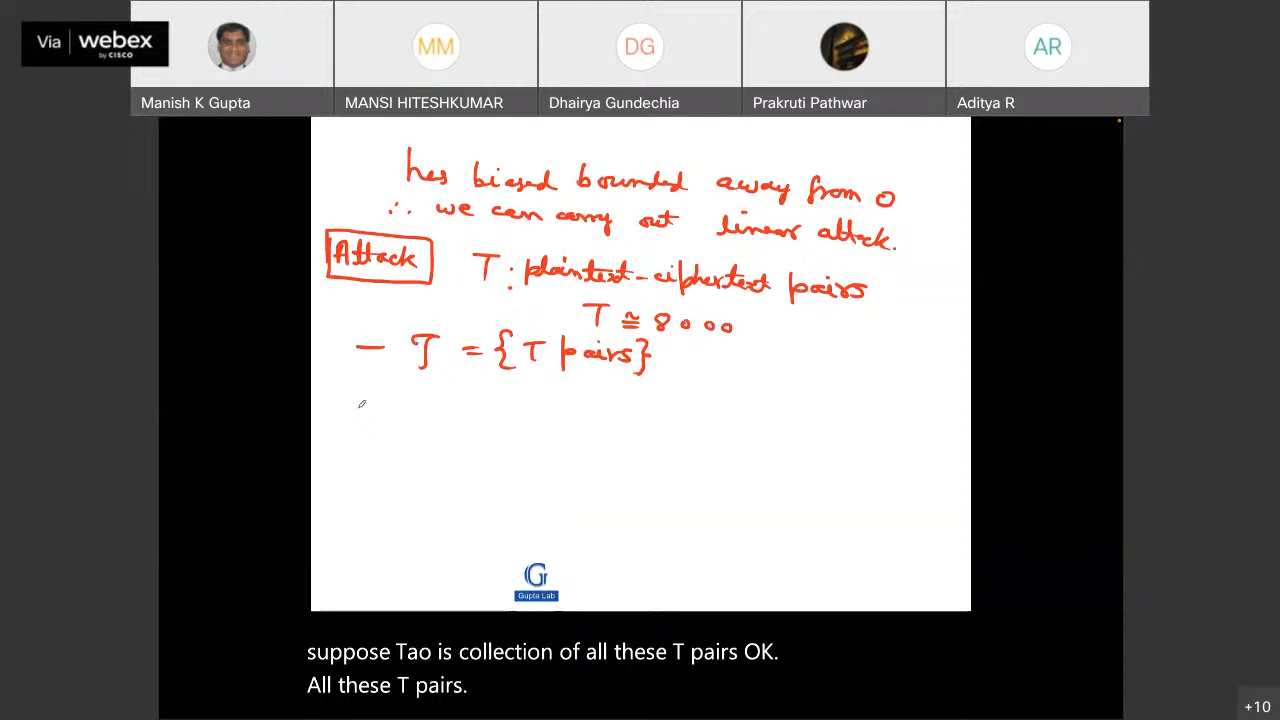 Via webex
by CISCO
MM
DG
AR
Manish K Gupta
MANSI HITESHKUMAR
Dhairya Gundechia
Prakruti Pathwar
Aditya R
has biased bounded away from 0
∴ we can carry out linear attack.
Attack
T : plaintext-ciphertext pairs
T ≅ 8000
— 𝒯 = {T pairs}
G
Gupta Lab
suppose Tao is collection of all these T pairs OK.
All these T pairs.
+10